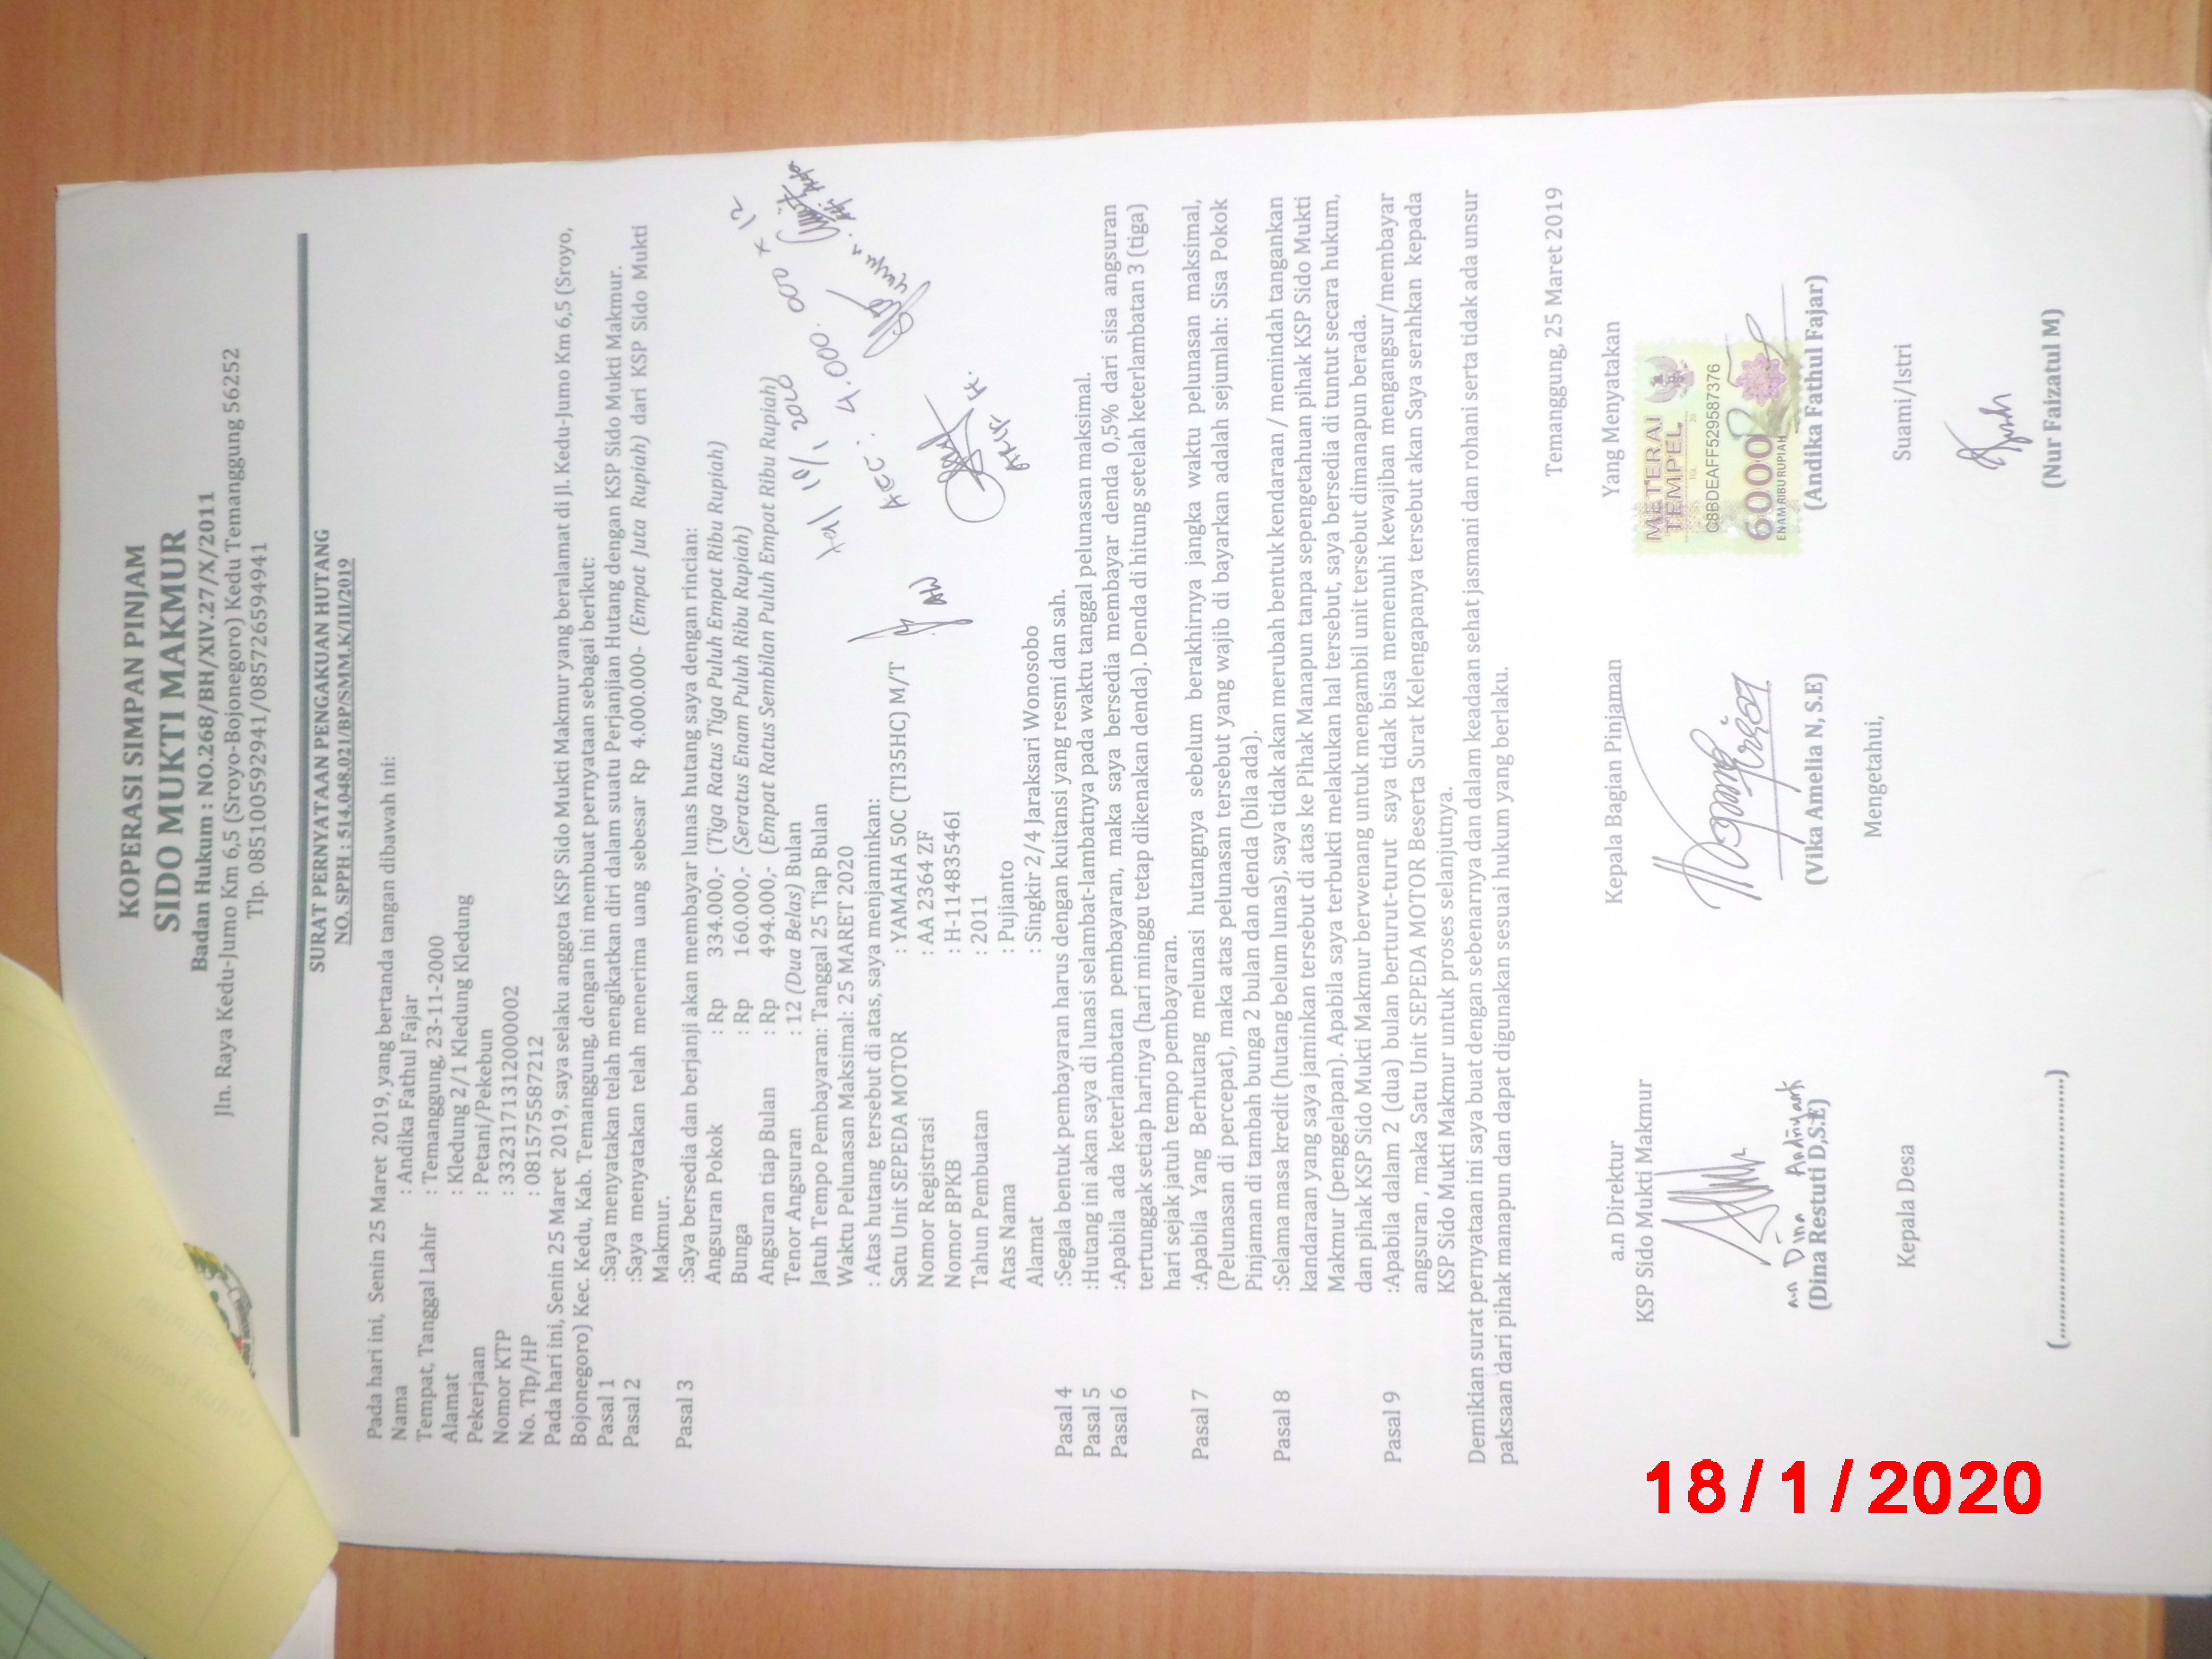 KOPERASI SIMPAN PINJAM
SIDO MUKTI MAKMUR
Badan Hukum : NO.268/BH/XIV.27/X/2011
Jln. Raya Kedu-Jumo Km 6,5 (Sroyo-Bojonegoro) Kedu Temanggung 56252
Tlp. 085100592941/085726594941
SURAT PERNYATAAN PENGAKUAN HUTANG
NO. SPPH : 514.048.021/BP/SMM.K/III/2019
Pada hari ini, Senin 25 Maret 2019, yang bertanda tangan dibawah ini:
Nama : Andika Fathul Fajar
Tempat, Tanggal Lahir : Temanggung, 23-11-2000
Alamat : Kledung 2/1 Kledung Kledung
Pekerjaan : Petani/Pekebun
Nomor KTP : 3323171312000002
No. Tlp/HP : 081575587212
Pada hari ini, Senin 25 Maret 2019, saya selaku anggota KSP Sido Mukti Makmur yang beralamat di Jl. Kedu-Jumo Km 6,5 (Sroyo,
Bojonegoro) Kec. Kedu, Kab. Temanggung, dengan ini membuat pernyataan sebagai berikut:
Pasal 1 :Saya menyatakan telah mengikatkan diri dalam suatu Perjanjian Hutang dengan KSP Sido Mukti Makmur.
Pasal 2 :Saya menyatakan telah menerima uang sebesar Rp 4.000.000- (Empat Juta Rupiah) dari KSP Sido Mukti
Makmur.
Pasal 3 :Saya bersedia dan berjanji akan membayar lunas hutang saya dengan rincian:
Angsuran Pokok : Rp 334.000,- (Tiga Ratus Tiga Puluh Empat Ribu Rupiah)
Bunga : Rp 160.000,- (Seratus Enam Puluh Ribu Rupiah)
Angsuran tiap Bulan : Rp 494.000,- (Empat Ratus Sembilan Puluh Empat Ribu Rupiah)
Tenor Angsuran : 12 (Dua Belas) Bulan
Jatuh Tempo Pembayaran: Tanggal 25 Tiap Bulan
Waktu Pelunasan Maksimal: 25 MARET 2020
: Atas hutang tersebut di atas, saya menjaminkan:
Satu Unit SEPEDA MOTOR : YAMAHA 50C (T135HC) M/T
Nomor Registrasi : AA 2364 ZF
Nomor BPKB : H-11483546I
Tahun Pembuatan : 2011
Atas Nama : Pujianto
Alamat : Singkir 2/4 Jaraksari Wonosobo
10/1 2020
ACC : 4.000.000 x 12
Pasal 4 :Segala bentuk pembayaran harus dengan kuitansi yang resmi dan sah.
Pasal 5 :Hutang ini akan saya di lunasi selambat-lambatnya pada waktu tanggal pelunasan maksimal.
Pasal 6 :Apabila ada keterlambatan pembayaran, maka saya bersedia membayar denda 0,5% dari sisa angsuran
tertunggak setiap harinya (hari minggu tetap dikenakan denda). Denda di hitung setelah keterlambatan 3 (tiga)
hari sejak jatuh tempo pembayaran.
Pasal 7 :Apabila Yang Berhutang melunasi hutangnya sebelum berakhirnya jangka waktu pelunasan maksimal,
(Pelunasan di percepat), maka atas pelunasan tersebut yang wajib di bayarkan adalah sejumlah: Sisa Pokok
Pinjaman di tambah bunga 2 bulan dan denda (bila ada).
Pasal 8 :Selama masa kredit (hutang belum lunas), saya tidak akan merubah bentuk kendaraan / memindah tangankan
kandaraan yang saya jaminkan tersebut di atas ke Pihak Manapun tanpa sepengetahuan pihak KSP Sido Mukti
Makmur (penggelapan). Apabila saya terbukti melakukan hal tersebut, saya bersedia di tuntut secara hukum,
dan pihak KSP Sido Mukti Makmur berwenang untuk mengambil unit tersebut dimanapun berada.
Pasal 9 :Apabila dalam 2 (dua) bulan berturut-turut saya tidak bisa memenuhi kewajiban mengangsur/membayar
angsuran , maka Satu Unit SEPEDA MOTOR Beserta Surat Kelengapanya tersebut akan Saya serahkan kepada
KSP Sido Mukti Makmur untuk proses selanjutnya.
Demikian surat pernyataan ini saya buat dengan sebenarnya dan dalam keadaan sehat jasmani dan rohani serta tidak ada unsur
paksaan dari pihak manapun dan dapat digunakan sesuai hukum yang berlaku.
Temanggung, 25 Maret 2019
a.n Direktur
KSP Sido Mukti Makmur
Kepala Bagian Pinjaman
Yang Menyatakan
METERAI
TEMPEL
C8BDEAFF529587376
6000
ENAM RIBU RUPIAH
a.n Dina Andriyant
(Dina Restuti D,S.E)
(Vika Amelia N, S.E)
(Andika Fathul Fajar)
Mengetahui,
Kepala Desa
Suami/Istri
(..............................)
(Nur Faizatul M)
18/1/2020